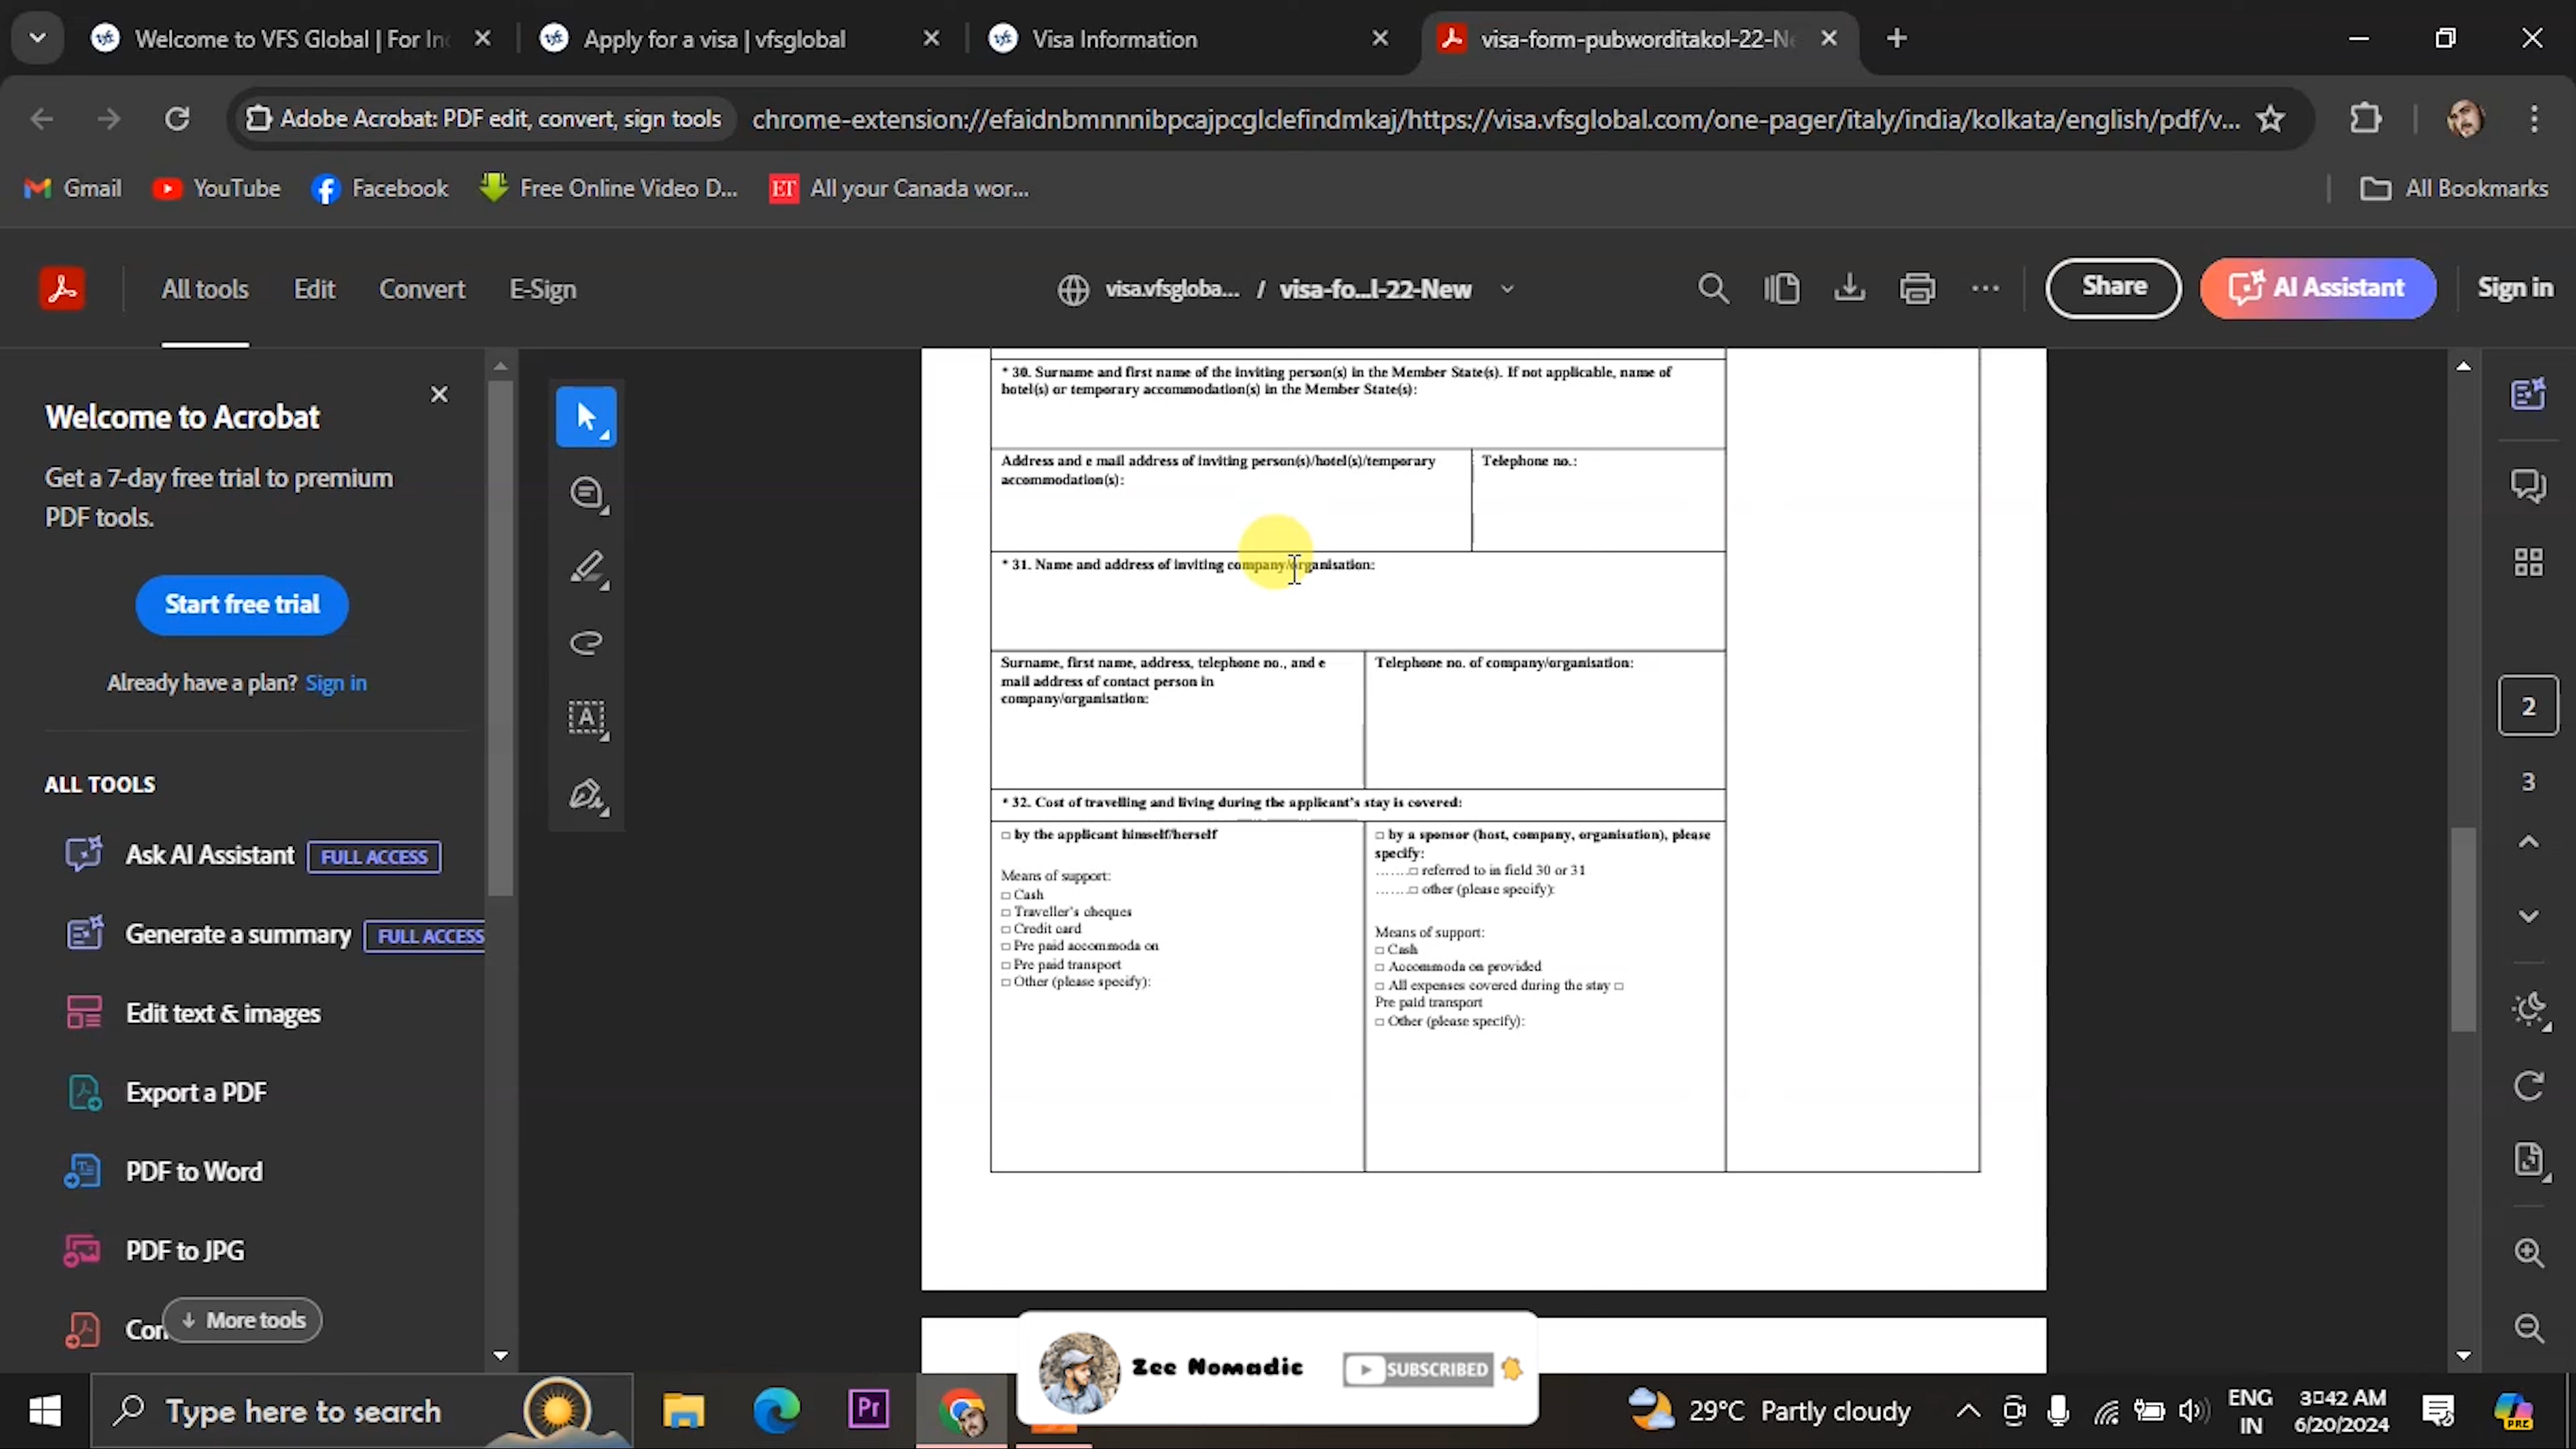 Welcome to VFS Global | For Inc
Apply for a visa | vfsglobal
Visa Information
visa-form-pubworditakol-22-Ne
Adobe Acrobat: PDF edit, convert, sign tools
chrome-extension://efaidnbmnnnibpcajpcglclefindmkaj/https://visa.vfsglobal.com/one-pager/italy/india/kolkata/english/pdf/v...
Gmail
YouTube
Facebook
Free Online Video D...
ET
All your Canada wor...
All Bookmarks
All tools
Edit
Convert
E-Sign
visa.vfsgloba... / visa-fo...l-22-New
Share
AI Assistant
Sign in
Welcome to Acrobat
Get a 7-day free trial to premium
PDF tools.
Start free trial
Already have a plan? Sign in
ALL TOOLS
Ask AI Assistant FULL ACCESS
Generate a summary FULL ACCESS
Edit text & images
Export a PDF
PDF to Word
PDF to JPG
Con
More tools
* 30. Surname and first name of the inviting person(s) in the Member State(s). If not applicable, name of
hotel(s) or temporary accommodation(s) in the Member State(s):
Address and e mail address of inviting person(s)/hotel(s)/temporary
accommodation(s):
Telephone no.:
* 31. Name and address of inviting company/organisation:
Surname, first name, address, telephone no., and e
mail address of contact person in
company/organisation:
Telephone no. of company/organisation:
* 32. Cost of travelling and living during the applicant's stay is covered:
□ by the applicant himself/herself
Means of support:
□ Cash
□ Traveller's cheques
□ Credit card
□ Pre paid accommoda on
□ Pre paid transport
□ Other (please specify):
□ by a sponsor (host, company, organisation), please
specify:
.......□ referred to in field 30 or 31
.......□ other (please specify):
Means of support:
□ Cash
□ Accommoda on provided
□ All expenses covered during the stay □
Pre paid transport
□ Other (please specify):
2
3
Zee Nomadic
SUBSCRIBED
Type here to search
Pr
29°C Partly cloudy
ENG
IN
3:42 AM
6/20/2024
PRE